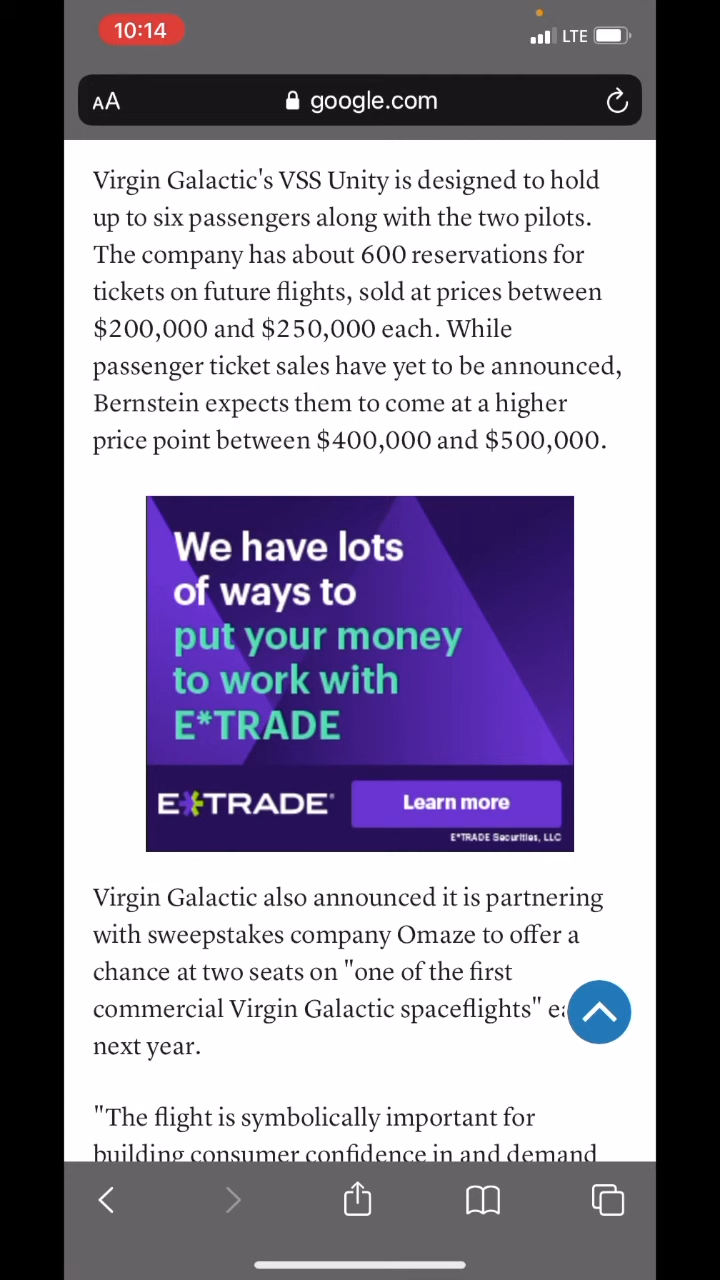 10:14
LTE
AA
google.com
Virgin Galactic's VSS Unity is designed to hold
up to six passengers along with the two pilots.
The company has about 600 reservations for
tickets on future flights, sold at prices between
$200,000 and $250,000 each. While
passenger ticket sales have yet to be announced,
Bernstein expects them to come at a higher
price point between $400,000 and $500,000.
We have lots
of ways to
put your money
to work with
E*TRADE
E*TRADE
Learn more
E*TRADE Securities, LLC
Virgin Galactic also announced it is partnering
with sweepstakes company Omaze to offer a
chance at two seats on "one of the first
commercial Virgin Galactic spaceflights"
next year.
"The flight is symbolically important for
building consumer confidence in and demand